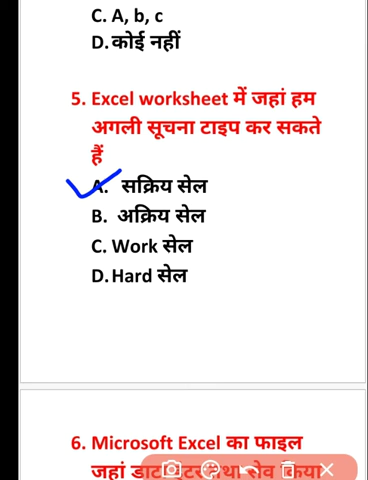 C. A, b, c
D. कोई नहीं
5. Excel worksheet में जहां हम
अगली सूचना टाइप कर सकते
हैं
A. सक्रिय सेल
B. अक्रिय सेल
C. Work सेल
D. Hard सेल
6. Microsoft Excel का फाइल
जहां तथा सेव किया